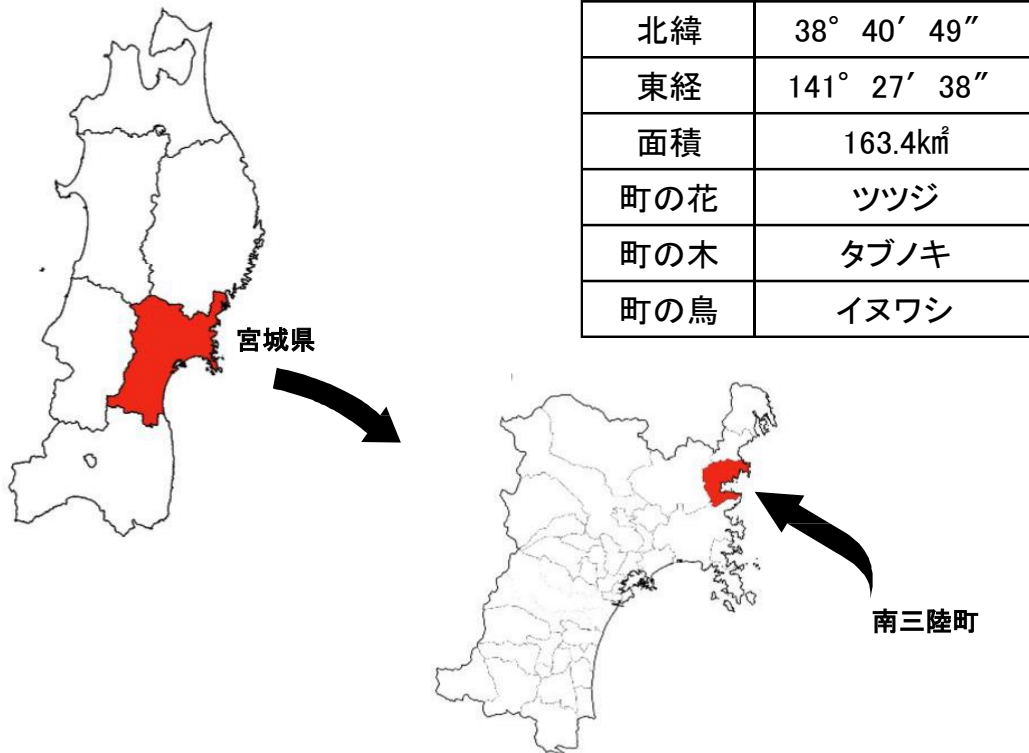 北緯 38° 40′ 49″
東経 141° 27′ 38″
面積 163.4k㎡
町の花 ツツジ
町の木 タブノキ
町の鳥 イヌワシ
宮城県
南三陸町